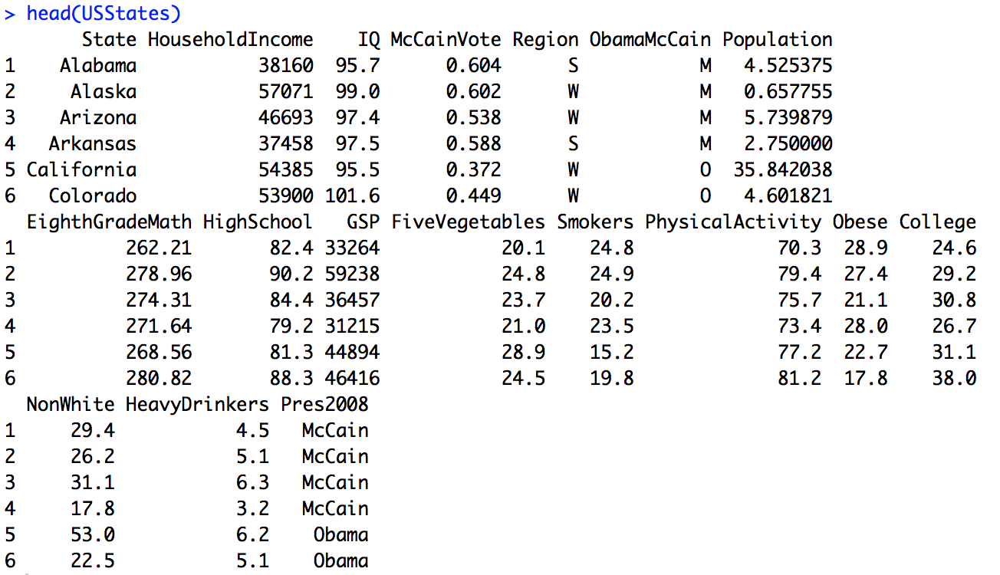 > head(USStates)
       State HouseholdIncome    IQ McCainVote Region ObamaMcCain Population
1    Alabama           38160  95.7      0.604      S           M   4.525375
2     Alaska           57071  99.0      0.602      W           M   0.657755
3    Arizona           46693  97.4      0.538      W           M   5.739879
4   Arkansas           37458  97.5      0.588      S           M   2.750000
5 California           54385  95.5      0.372      W           O  35.842038
6   Colorado           53900 101.6      0.449      W           O   4.601821
  EighthGradeMath HighSchool   GSP FiveVegetables Smokers PhysicalActivity Obese College
1          262.21       82.4 33264           20.1    24.8             70.3  28.9    24.6
2          278.96       90.2 59238           24.8    24.9             79.4  27.4    29.2
3          274.31       84.4 36457           23.7    20.2             75.7  21.1    30.8
4          271.64       79.2 31215           21.0    23.5             73.4  28.0    26.7
5          268.56       81.3 44894           28.9    15.2             77.2  22.7    31.1
6          280.82       88.3 46416           24.5    19.8             81.2  17.8    38.0
  NonWhite HeavyDrinkers Pres2008
1     29.4           4.5   McCain
2     26.2           5.1   McCain
3     31.1           6.3   McCain
4     17.8           3.2   McCain
5     53.0           6.2    Obama
6     22.5           5.1    Obama